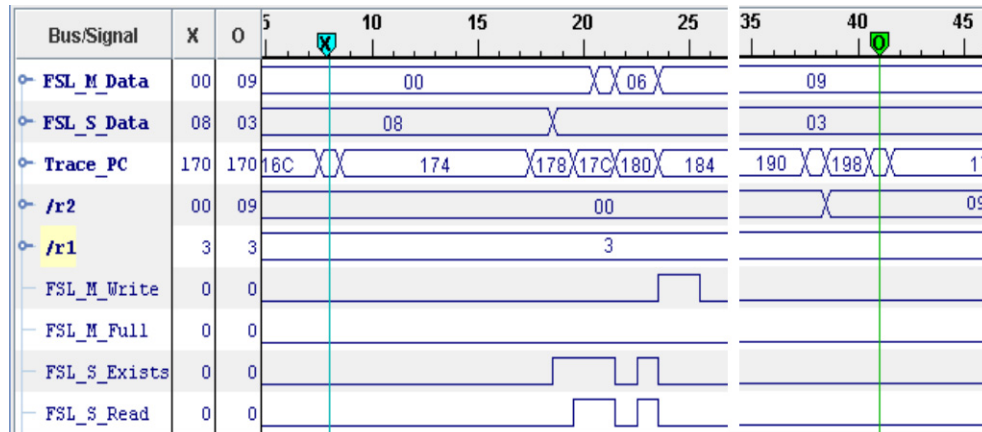 Bus/Signal X O 5 10 15 20 25 35 40 45
X O
FSL_M_Data 00 09 00 06 09
FSL_S_Data 08 03 08 03
Trace_PC 170 170 16C 174 178 17C 180 184 190 198
/r2 00 09 00 09
/r1 3 3 3
FSL_M_Write 0 0
FSL_M_Full 0 0
FSL_S_Exists 0 0
FSL_S_Read 0 0